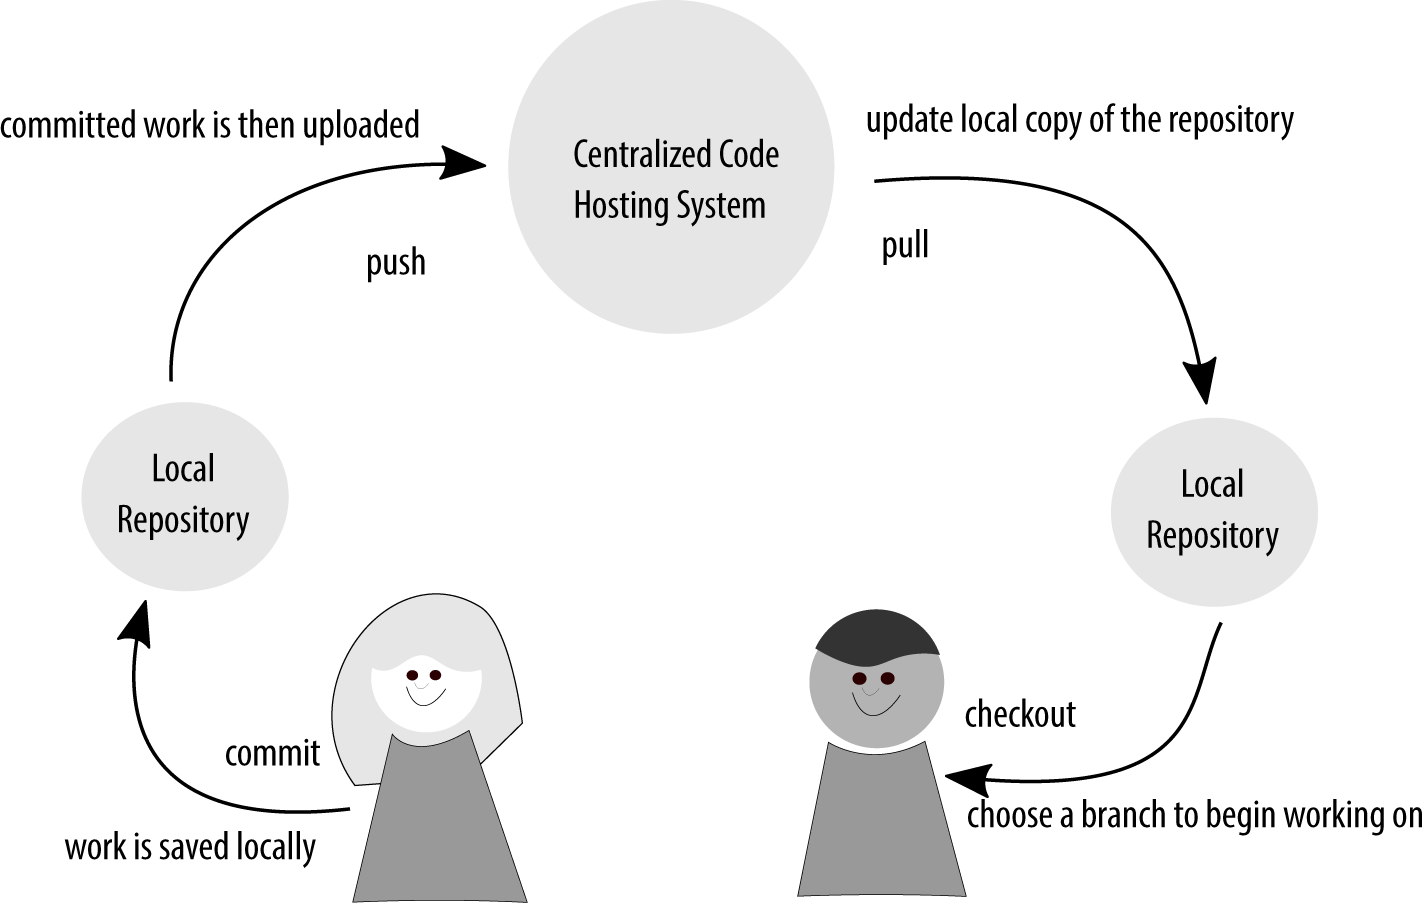 committed work is then uploaded
push
Centralized Code
Hosting System
update local copy of the repository
pull
Local
Repository
Local
Repository
commit
work is saved locally
checkout
choose a branch to begin working on